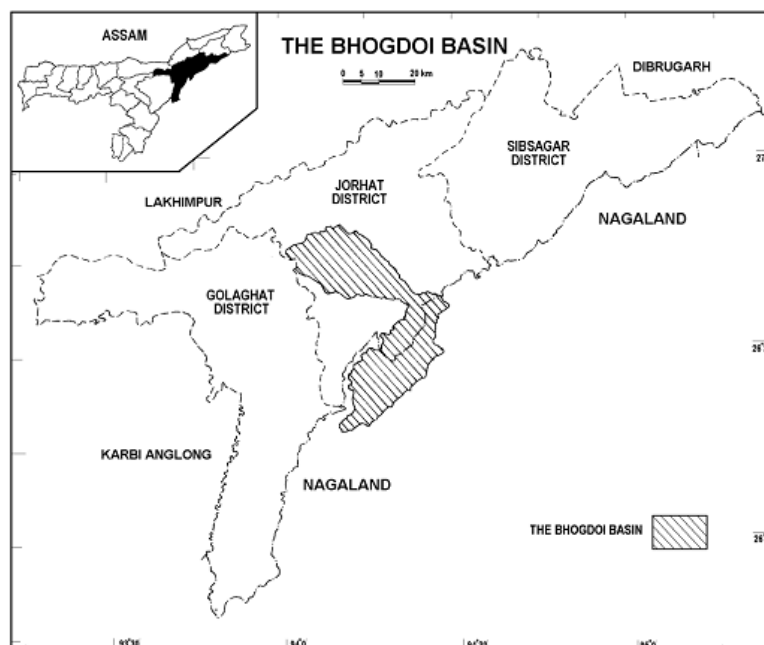 ASSAM
THE BHOGDOI BASIN
0 5 10 20 km
DIBRUGARH
SIBSAGAR
DISTRICT
LAKHIMPUR
JORHAT
DISTRICT
NAGALAND
GOLAGHAT
DISTRICT
KARBI ANGLONG
NAGALAND
THE BHOGDOI BASIN